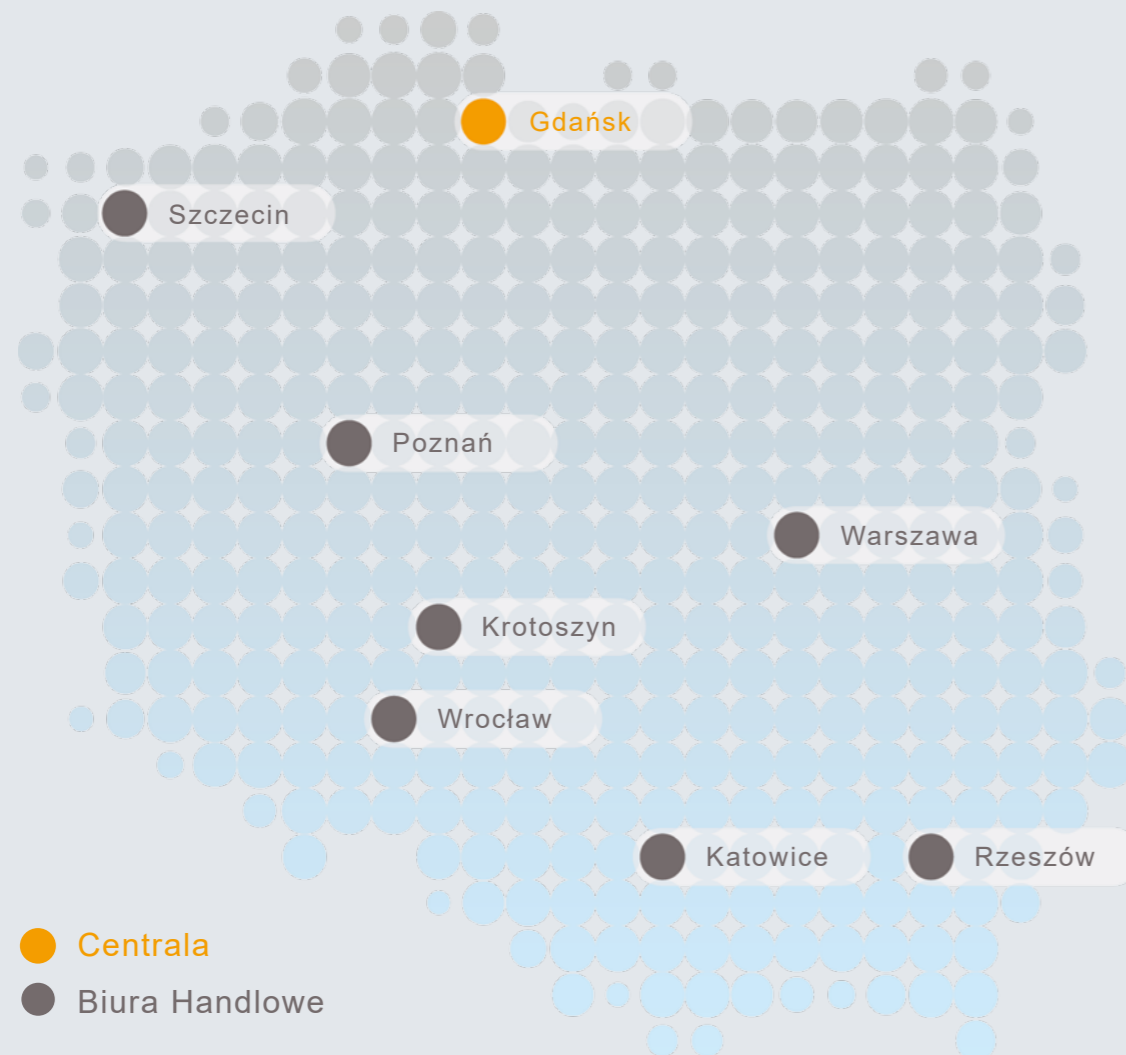 Gdańsk
Szczecin
Poznań
Warszawa
Krotoszyn
Wrocław
Katowice
Rzeszów
Centrala
Biura Handlowe